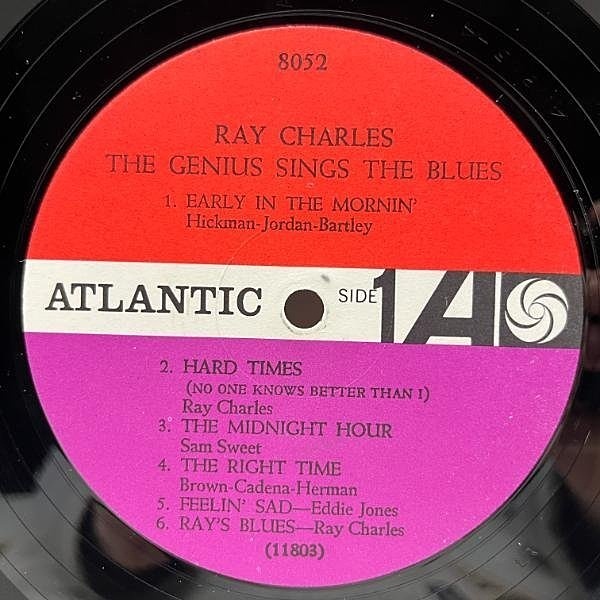 8052
RAY CHARLES
THE GENIUS SINGS THE BLUES
1. EARLY IN THE MORNIN'
Hickman-Jordan-Bartley
ATLANTIC SIDE 1 A
2. HARD TIMES
(NO ONE KNOWS BETTER THAN I)
Ray Charles
3. THE MIDNIGHT HOUR
Sam Sweet
4. THE RIGHT TIME
Brown-Cadena-Herman
5. FEELIN' SAD—Eddie Jones
6. RAY'S BLUES—Ray Charles
(11803)